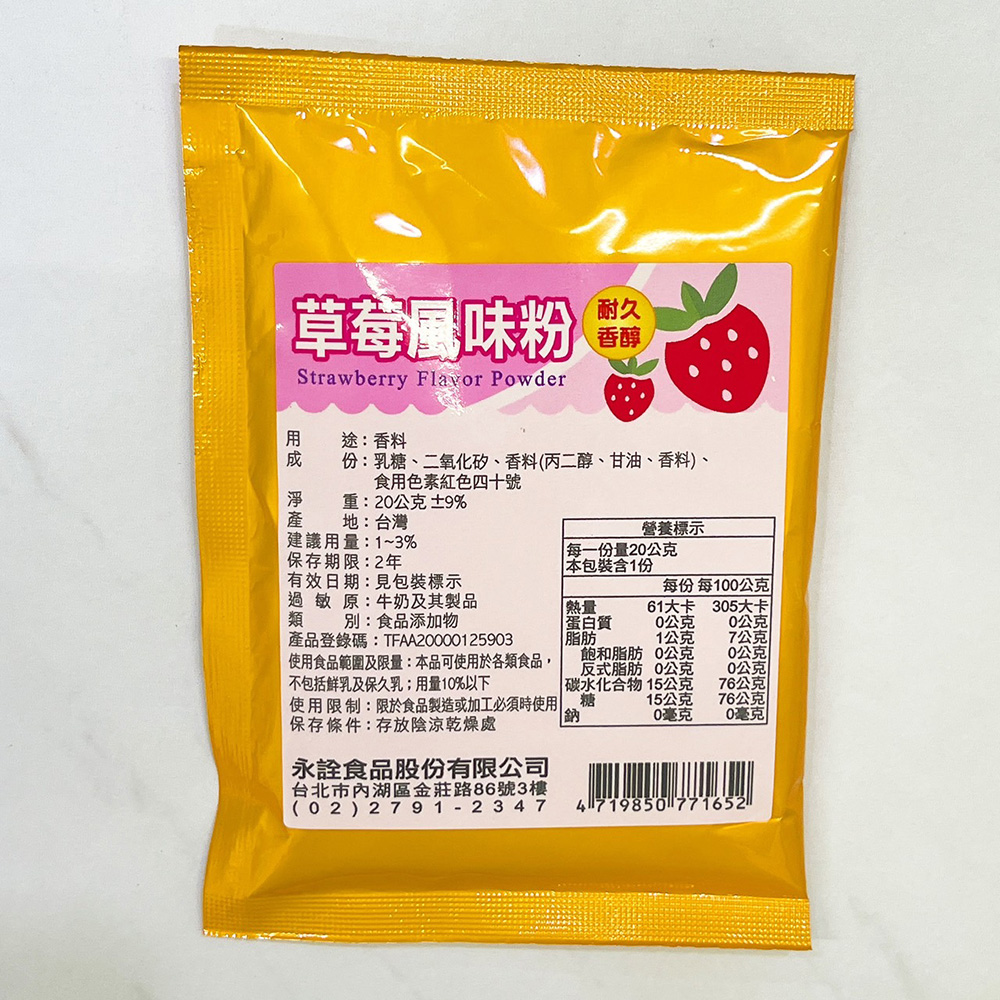 草莓風味粉
耐久
香醇
Strawberry Flavor Powder
用途：香料
成份：乳糖、二氧化矽、香料(丙二醇、甘油、香料)、
食用色素紅色四十號
淨重：20公克 ±9%
產地：台灣
建議用量：1~3%
保存期限：2年
有效日期：見包裝標示
過敏原：牛奶及其製品
類別：食品添加物
產品登錄碼：TFAA20000125903
使用食品範圍及限量：本品可使用於各類食品，
不包括鮮乳及保久乳；用量10%以下
使用限制：限於食品製造或加工必須時使用
保存條件：存放陰涼乾燥處
營養標示
每一份量20公克
本包裝含1份
每份 每100公克
熱量 61大卡 305大卡
蛋白質 0公克 0公克
脂肪 1公克 7公克
飽和脂肪 0公克 0公克
反式脂肪 0公克 0公克
碳水化合物 15公克 76公克
糖 15公克 76公克
鈉 0毫克 0毫克
永詮食品股份有限公司
台北市內湖區金莊路86號3樓
(02)2791-2347
4 719850 771652